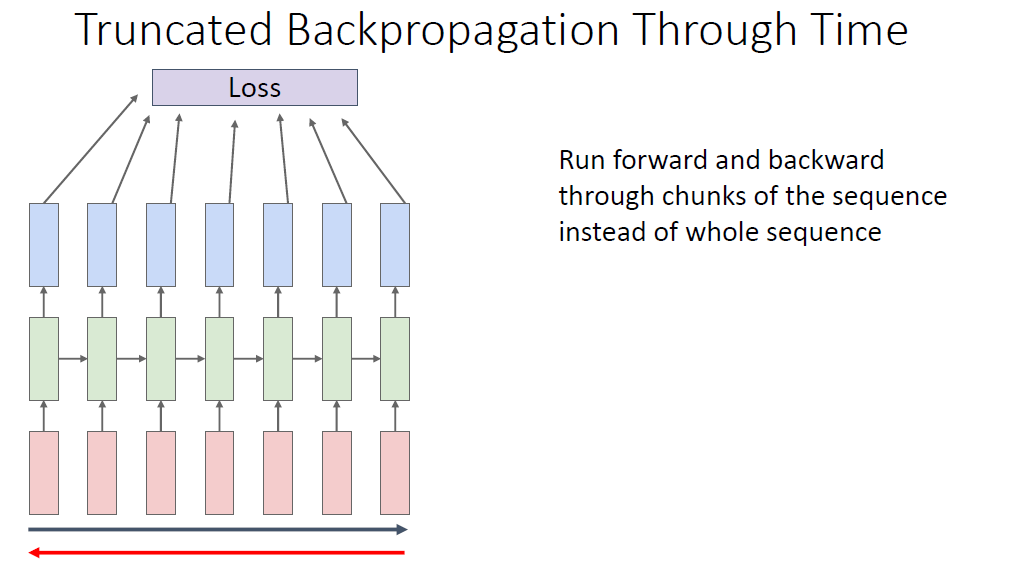 Truncated Backpropagation Through Time
Loss
Run forward and backward
through chunks of the sequence
instead of whole sequence